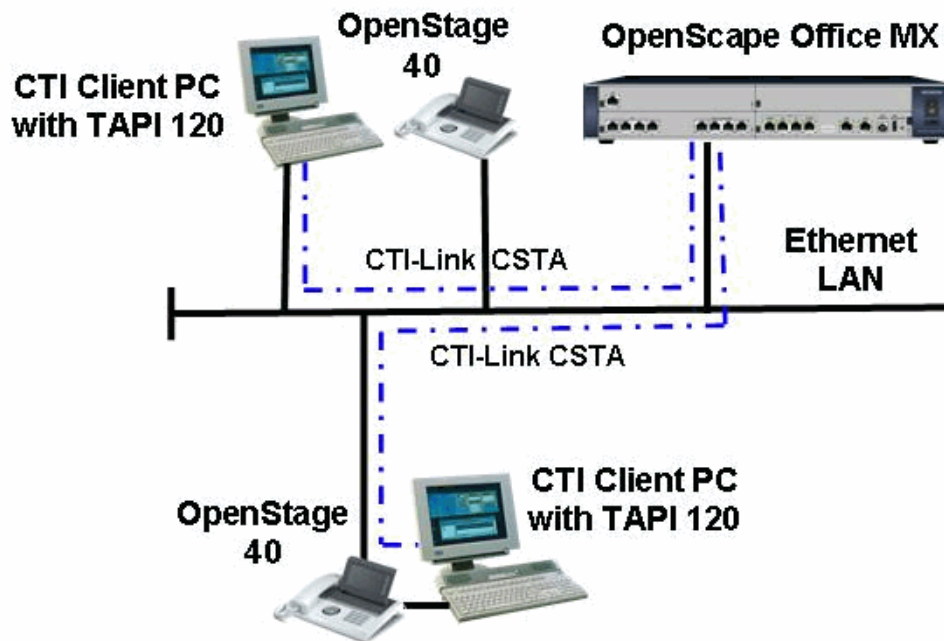 OpenStage
40
OpenScape Office MX
CTI Client PC
with TAPI 120
CTI-Link CSTA
Ethernet
LAN
CTI-Link CSTA
CTI Client PC
with TAPI 120
OpenStage
40